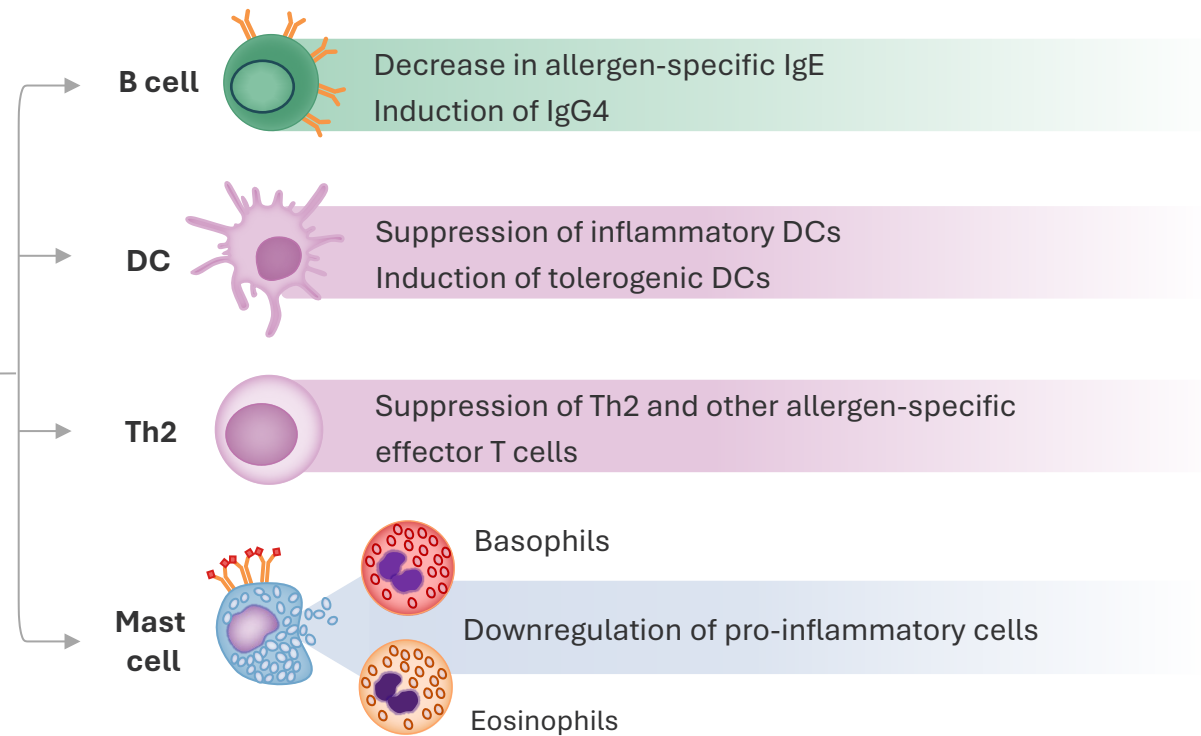 B cell
Decrease in allergen-specific IgE
Induction of IgG4
DC
Suppression of inflammatory DCs
Induction of tolerogenic DCs
Th2
Suppression of Th2 and other allergen-specific
effector T cells
Basophils
Mast
cell
Downregulation of pro-inflammatory cells
Eosinophils